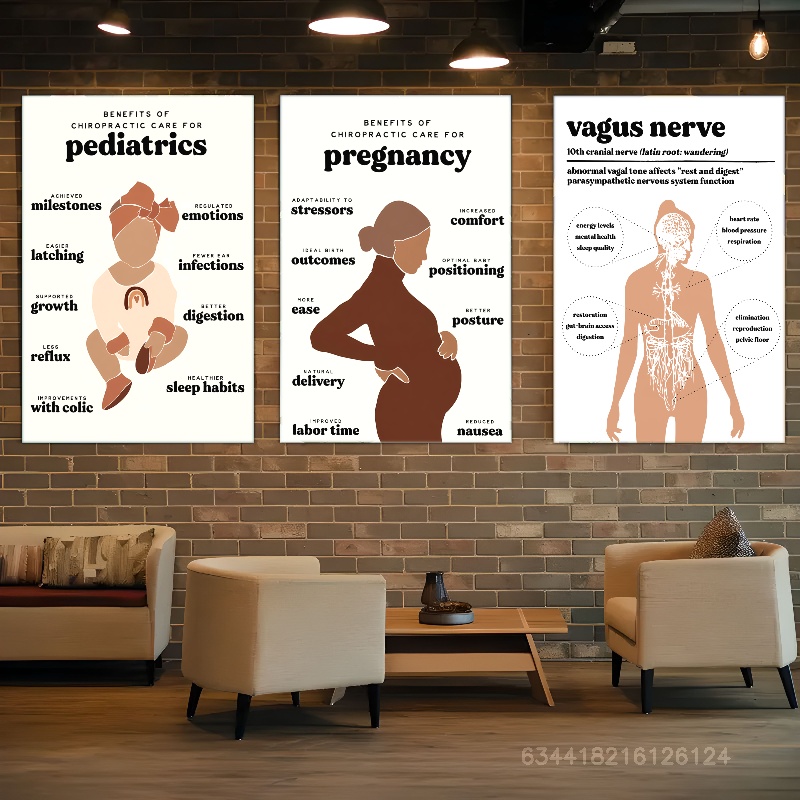 BENEFITS OF
CHIROPRACTIC CARE FOR
pediatrics
ACHIEVED
milestones
REGULATED
emotions
EASIER
latching
FEWER EAR
infections
SUPPORTED
growth
BETTER
digestion
LESS
reflux
HEALTHIER
sleep habits
IMPROVEMENTS
with colic
BENEFITS OF
CHIROPRACTIC CARE FOR
pregnancy
ADAPTABILITY TO
stressors
INCREASED
comfort
IDEAL BIRTH
outcomes
OPTIMAL BABY
positioning
MORE
ease
BETTER
posture
NATURAL
delivery
IMPROVED
labor time
REDUCED
nausea
vagus nerve
10th cranial nerve (latin root: wandering)
abnormal vagal tone affects "rest and digest"
parasympathetic nervous system function
energy levels
mental health
sleep quality
heart rate
blood pressure
respiration
restoration
gut-brain access
digestion
elimination
reproduction
pelvic floor
634418216126124